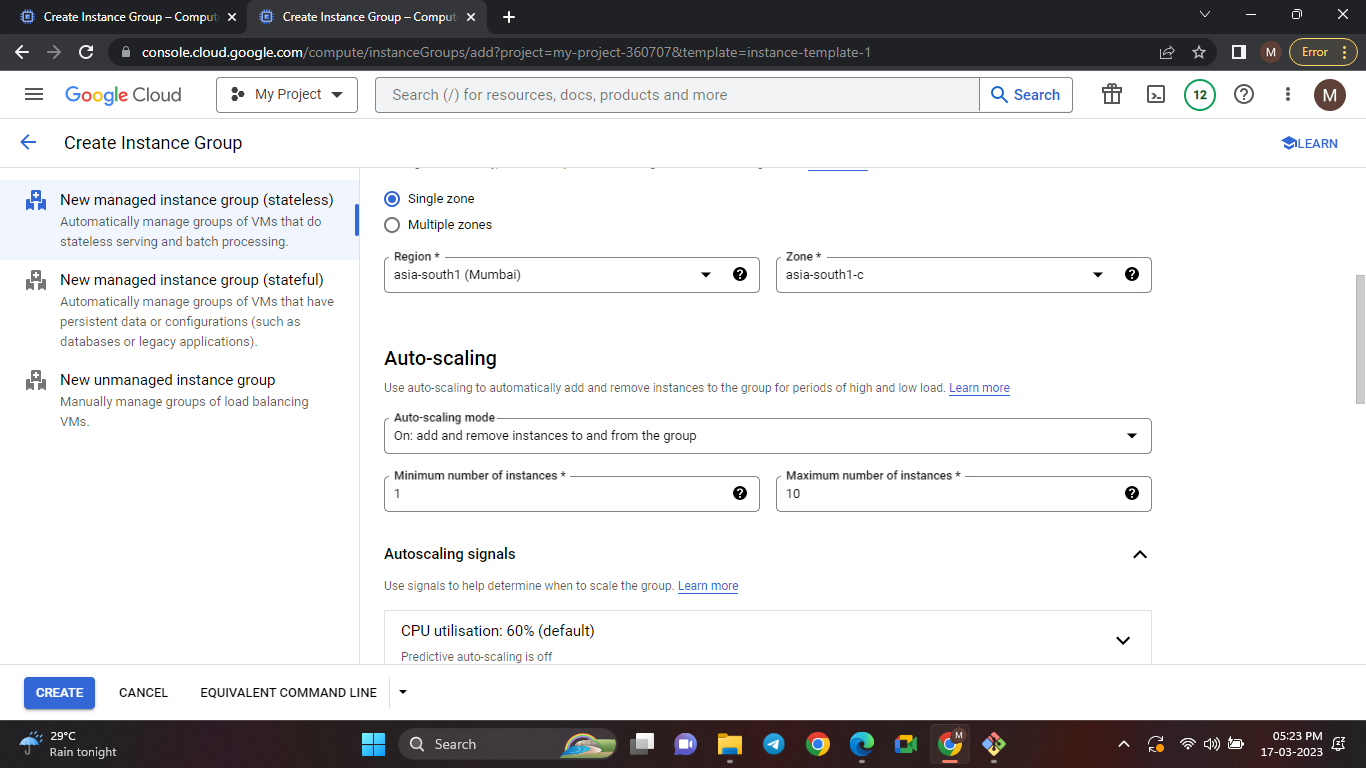 Create Instance Group – Comput
Create Instance Group – Comput
console.cloud.google.com/compute/instanceGroups/add?project=my-project-360707&template=instance-template-1
M
Error
Google Cloud
My Project
Search (/) for resources, docs, products and more
Search
12
M
Create Instance Group
LEARN
New managed instance group (stateless)
Automatically manage groups of VMs that do
stateless serving and batch processing.
New managed instance group (stateful)
Automatically manage groups of VMs that have
persistent data or configurations (such as
databases or legacy applications).
New unmanaged instance group
Manually manage groups of load balancing
VMs.
Single zone
Multiple zones
Region *
asia-south1 (Mumbai)
Zone *
asia-south1-c
Auto-scaling
Use auto-scaling to automatically add and remove instances to the group for periods of high and low load. Learn more
Auto-scaling mode
On: add and remove instances to and from the group
Minimum number of instances *
1
Maximum number of instances *
10
Autoscaling signals
Use signals to help determine when to scale the group. Learn more
CPU utilisation: 60% (default)
Predictive auto-scaling is off
CREATE
CANCEL
EQUIVALENT COMMAND LINE
29°C
Rain tonight
Search
M
05:23 PM
17-03-2023